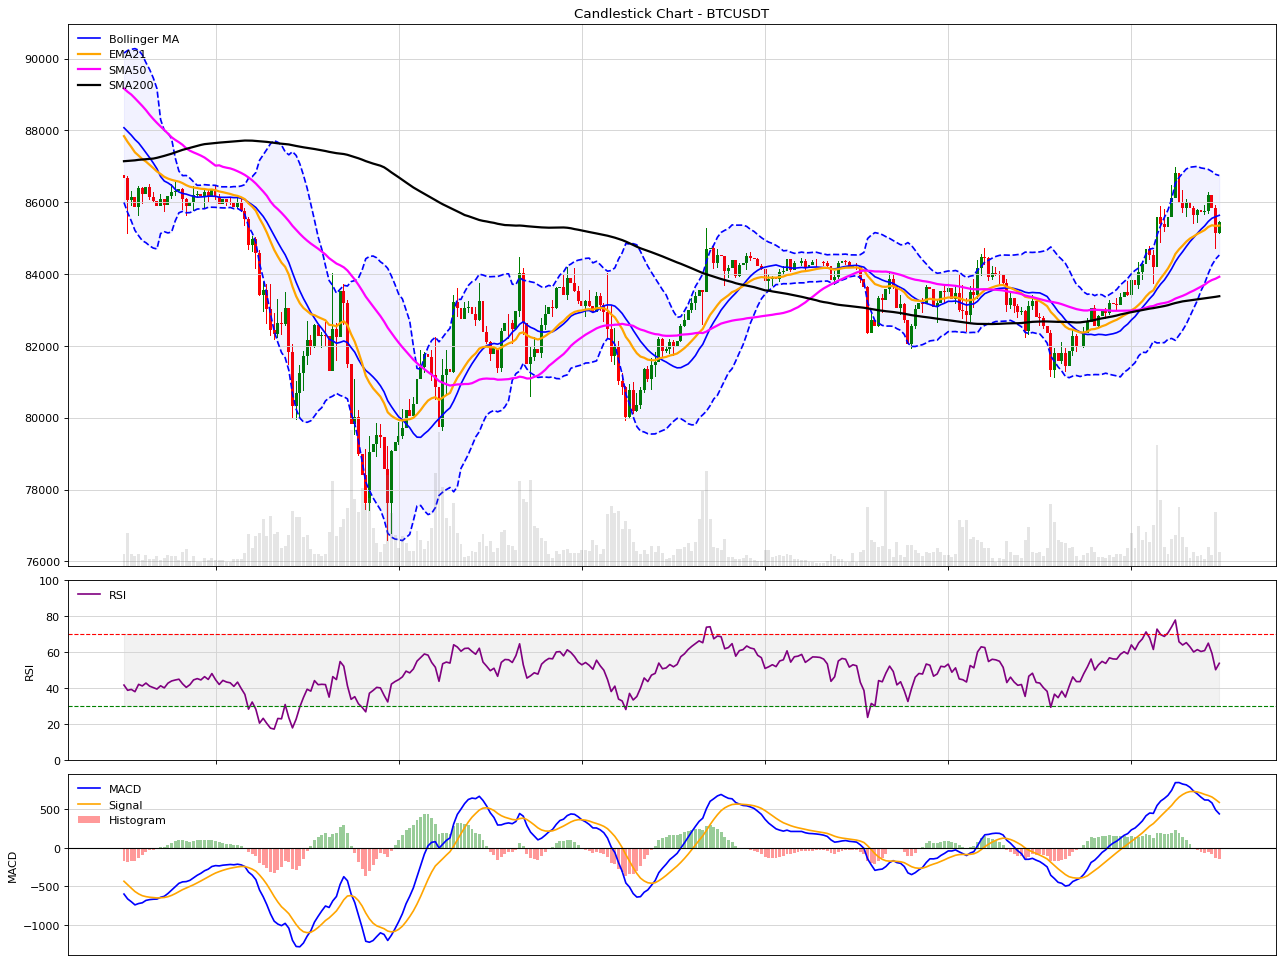 Candlestick Chart - BTCUSDT
Bollinger MA
EMA21
SMA50
SMA200
90000
88000
86000
84000
82000
80000
78000
76000
RSI
100
80
60
40
20
0
RSI
MACD
Signal
Histogram
500
0
−500
−1000
MACD